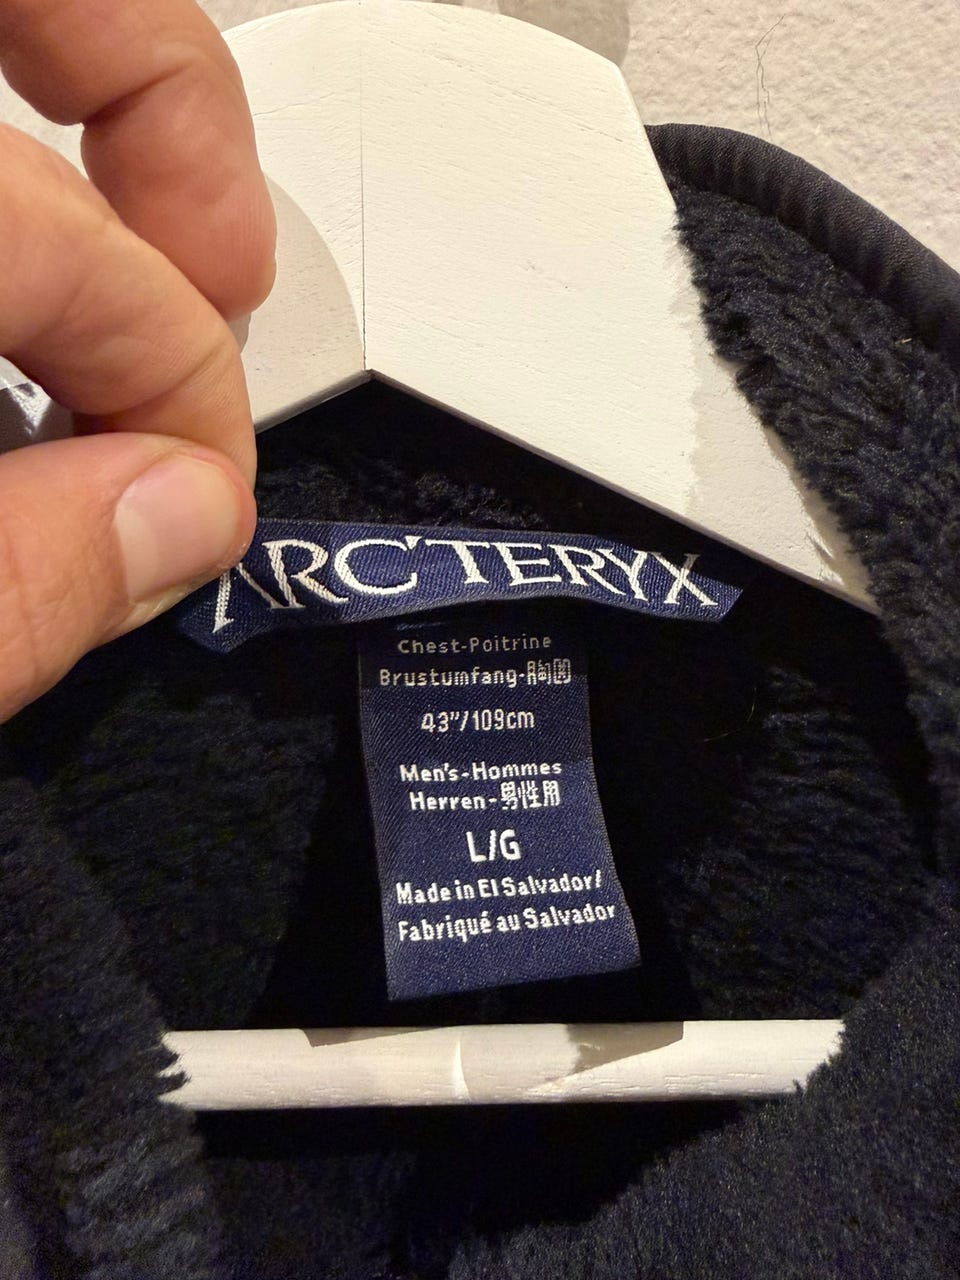 ARC'TERYX
Chest-Poitrine
Brustumfang-胸囲
43"/109cm
Men's-Hommes
Herren-男性用
L/G
Made in El Salvador/
Fabriqué au Salvador